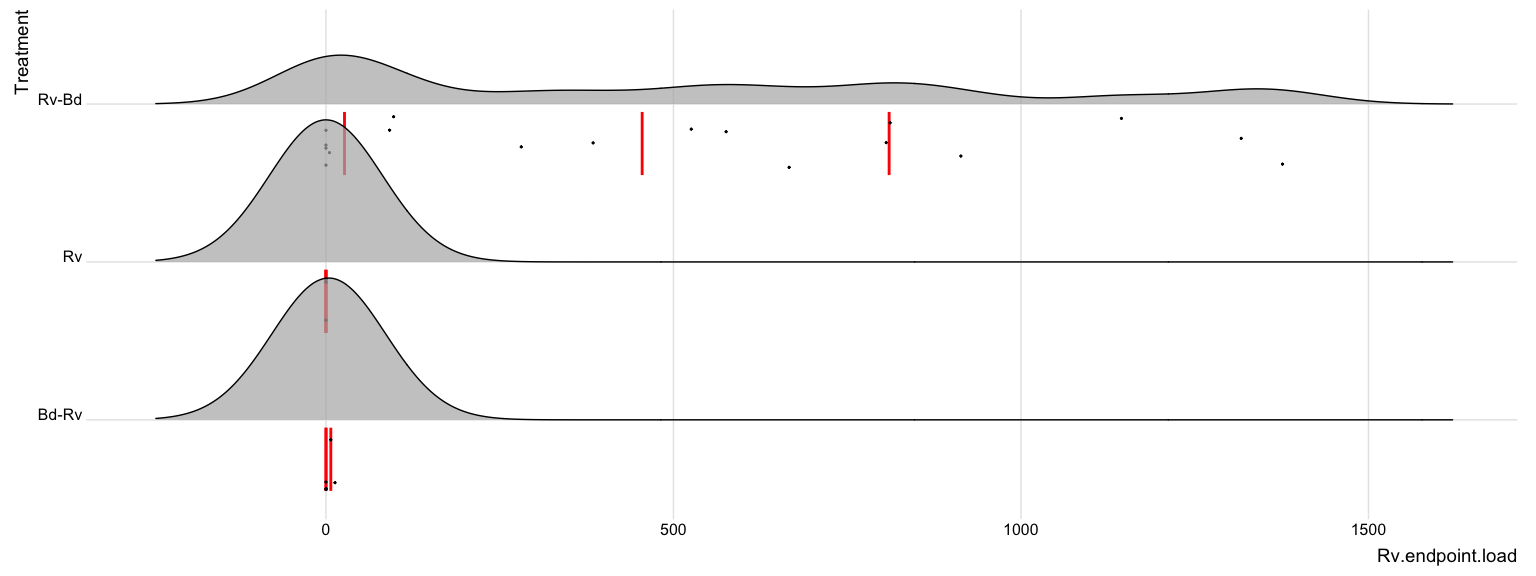 Treatment
Rv-Bd
Rv
Bd-Rv
0 500 1000 1500
Rv.endpoint.load